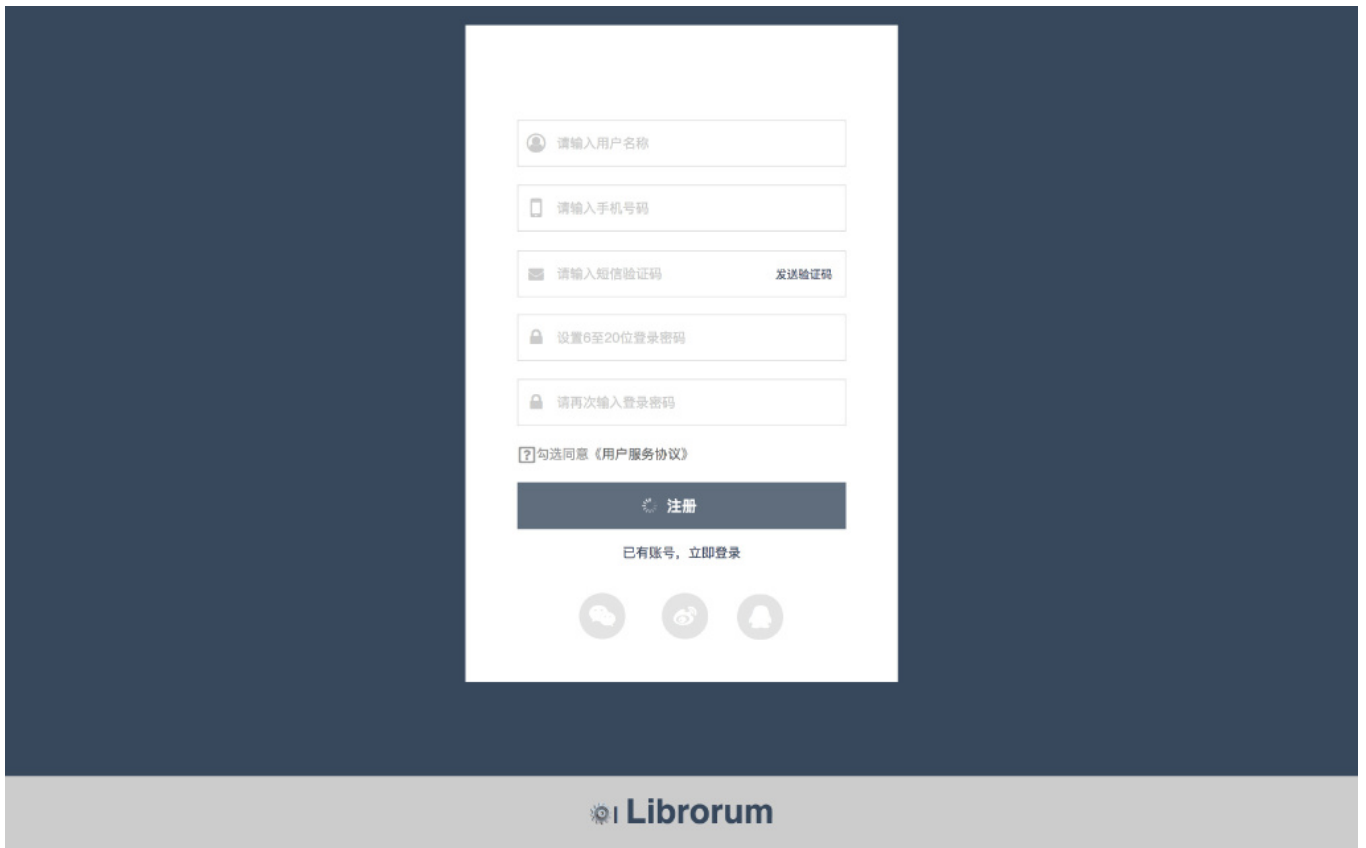 请输入用户名称
请输入手机号码
请输入短信验证码 发送验证码
设置6至20位登录密码
请再次输入登录密码
?勾选同意《用户服务协议》
注册
已有账号，立即登录
Librorum